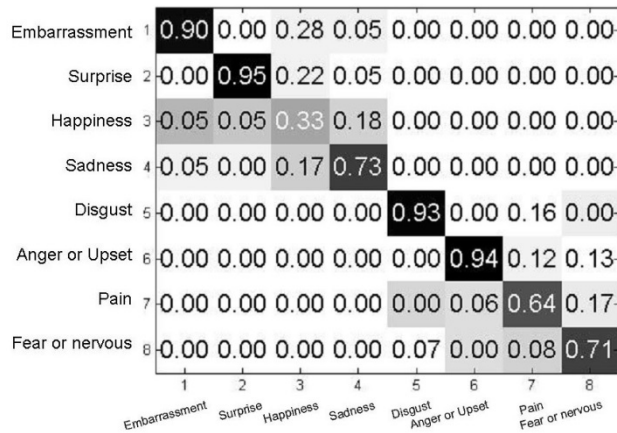 Embarrassment 1 0.90 0.00 0.28 0.05 0.00 0.00 0.00 0.00
Surprise 2 0.00 0.95 0.22 0.05 0.00 0.00 0.00 0.00
Happiness 3 0.05 0.05 0.33 0.18 0.00 0.00 0.00 0.00
Sadness 4 0.05 0.00 0.17 0.73 0.00 0.00 0.00 0.00
Disgust 5 0.00 0.00 0.00 0.00 0.93 0.00 0.16 0.00
Anger or Upset 6 0.00 0.00 0.00 0.00 0.00 0.94 0.12 0.13
Pain 7 0.00 0.00 0.00 0.00 0.00 0.06 0.64 0.17
Fear or nervous 8 0.00 0.00 0.00 0.00 0.07 0.00 0.08 0.71
1 2 3 4 5 6 7 8
Embarrassment Surprise Happiness Sadness Disgust Anger or Upset Pain Fear or nervous